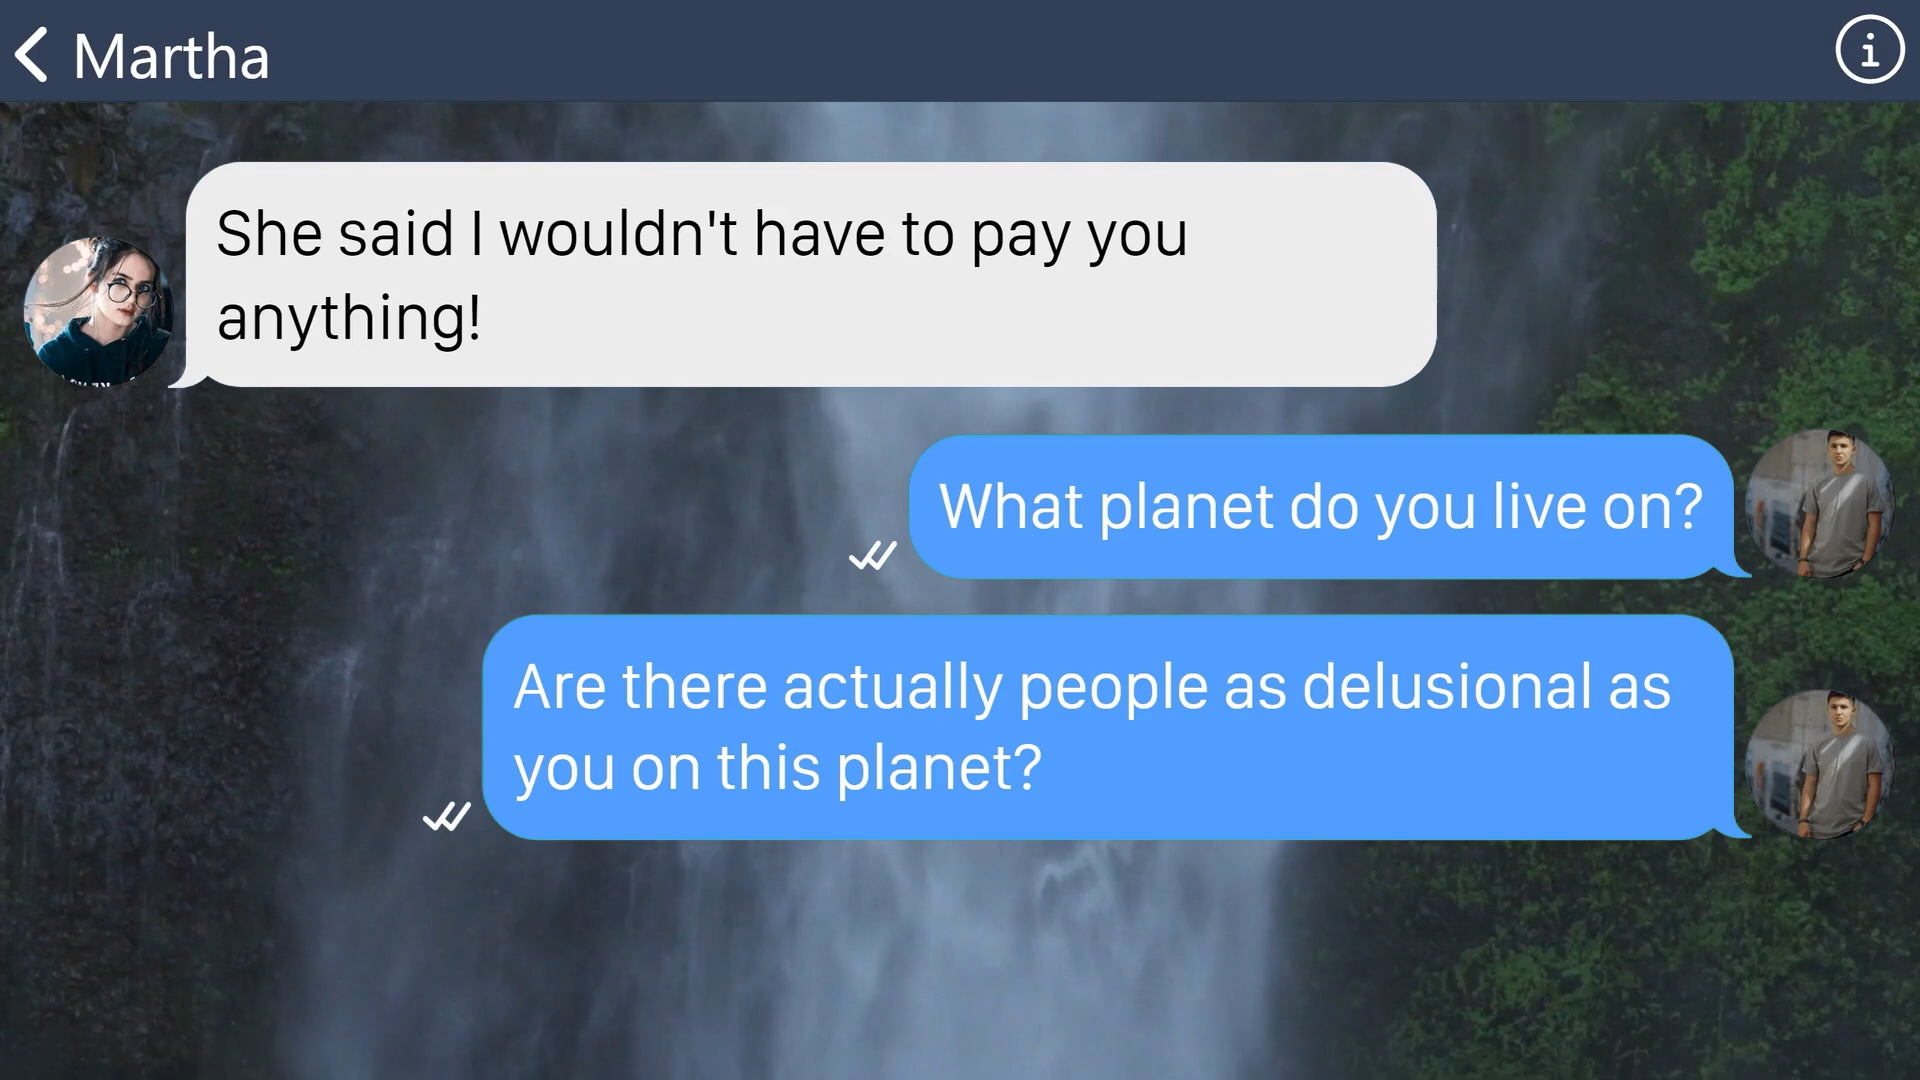 Martha
She said I wouldn't have to pay you
anything!
What planet do you live on?
Are there actually people as delusional as
you on this planet?